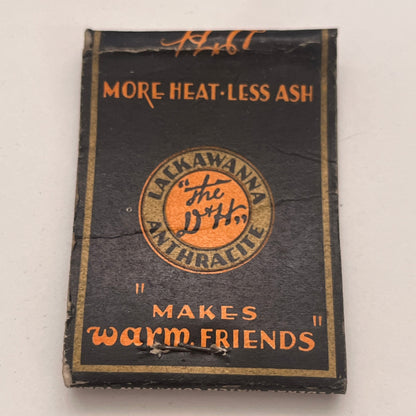 MORE HEAT·LESS ASH
LACKAWANNA
"The
D&H"
ANTHRACITE
"MAKES
warm FRIENDS"